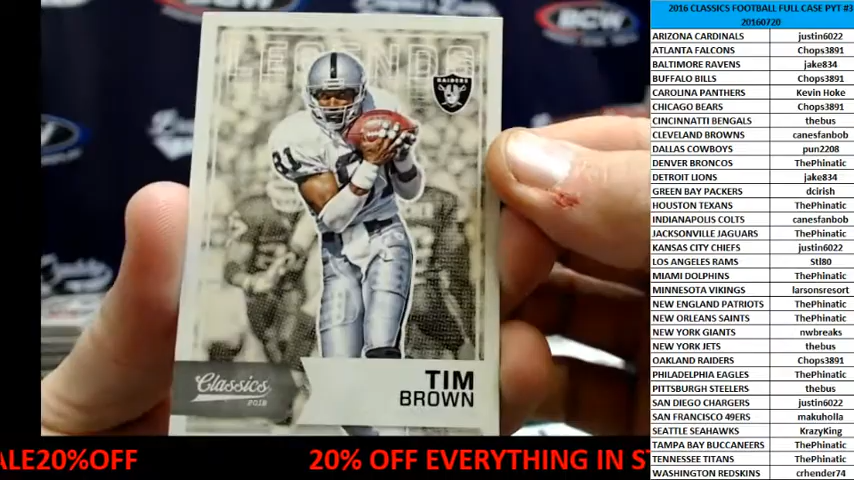 LEGENDS
RAIDERS
81
Classics
2016
TIM
BROWN
BCW
ALE20%OFF 20% OFF EVERYTHING IN S
2016 CLASSICS FOOTBALL FULL CASE PYT #3
20160720
ARIZONA CARDINALS justin6022
ATLANTA FALCONS Chops3891
BALTIMORE RAVENS jake834
BUFFALO BILLS Chops3891
CAROLINA PANTHERS Kevin Hoke
CHICAGO BEARS Chops3891
CINCINNATI BENGALS thebus
CLEVELAND BROWNS canesfanbob
DALLAS COWBOYS pun2208
DENVER BRONCOS ThePhinatic
DETROIT LIONS jake834
GREEN BAY PACKERS dcirish
HOUSTON TEXANS ThePhinatic
INDIANAPOLIS COLTS canesfanbob
JACKSONVILLE JAGUARS ThePhinatic
KANSAS CITY CHIEFS justin6022
LOS ANGELES RAMS Stl80
MIAMI DOLPHINS ThePhinatic
MINNESOTA VIKINGS larsonsresort
NEW ENGLAND PATRIOTS ThePhinatic
NEW ORLEANS SAINTS ThePhinatic
NEW YORK GIANTS nwbreaks
NEW YORK JETS thebus
OAKLAND RAIDERS Chops3891
PHILADELPHIA EAGLES ThePhinatic
PITTSBURGH STEELERS thebus
SAN DIEGO CHARGERS justin6022
SAN FRANCISCO 49ERS makuholla
SEATTLE SEAHAWKS KrazyKing
TAMPA BAY BUCCANEERS ThePhinatic
TENNESSEE TITANS ThePhinatic
WASHINGTON REDSKINS crhender74